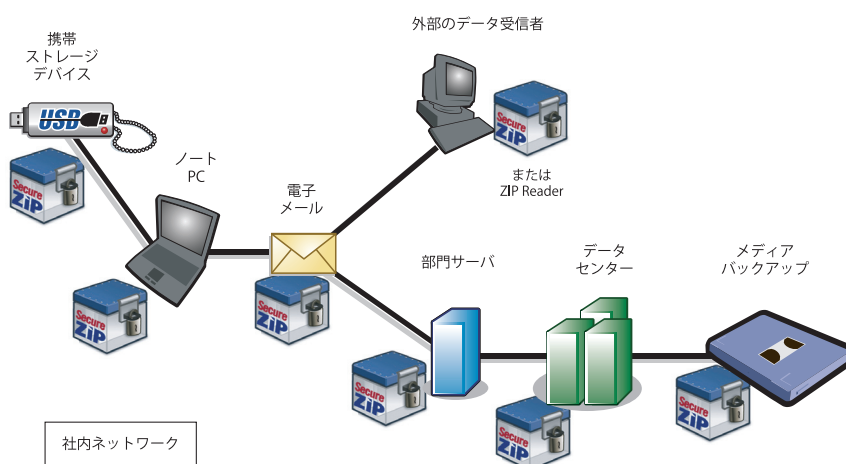 外部のデータ受信者
携帯
ストレージ
デバイス
USB
Secure
ZIP
ノート
PC
Secure
ZIP
または
ZIP Reader
電子
メール
Secure
ZIP
Secure
ZIP
部門サーバ
データ
センター
メディア
バックアップ
Secure
ZIP
Secure
ZIP
Secure
ZIP
社内ネットワーク